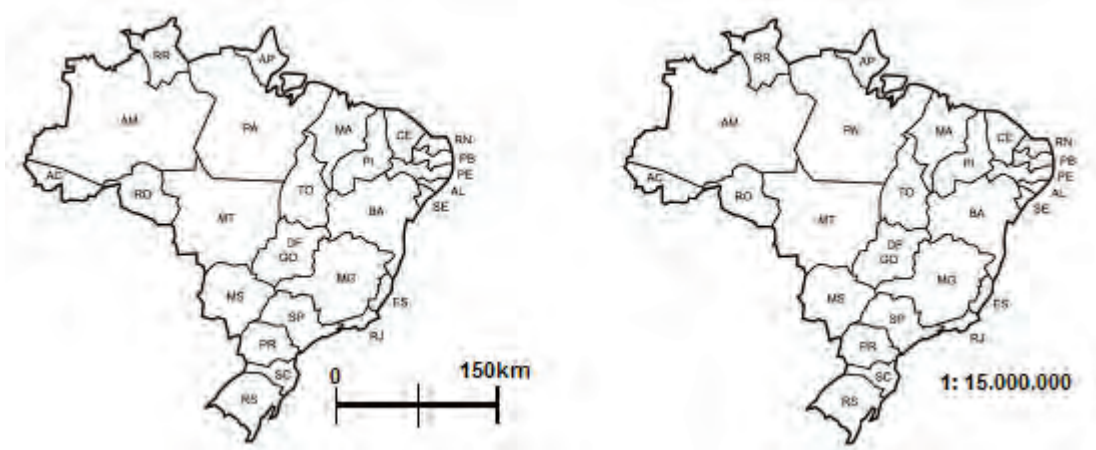 RR
AP
AM
PA
MA
CE
RN
PB
PE
AL
SE
PI
AC
RO
TO
BA
MT
DF
GO
MG
ES
MS
SP
RJ
PR
SC
RS
0 150km
RR
AP
AM
PA
MA
CE
RN
PB
PE
AL
SE
PI
AC
RO
TO
BA
MT
DF
GO
MG
ES
MS
SP
RJ
PR
SC
RS
1: 15.000.000